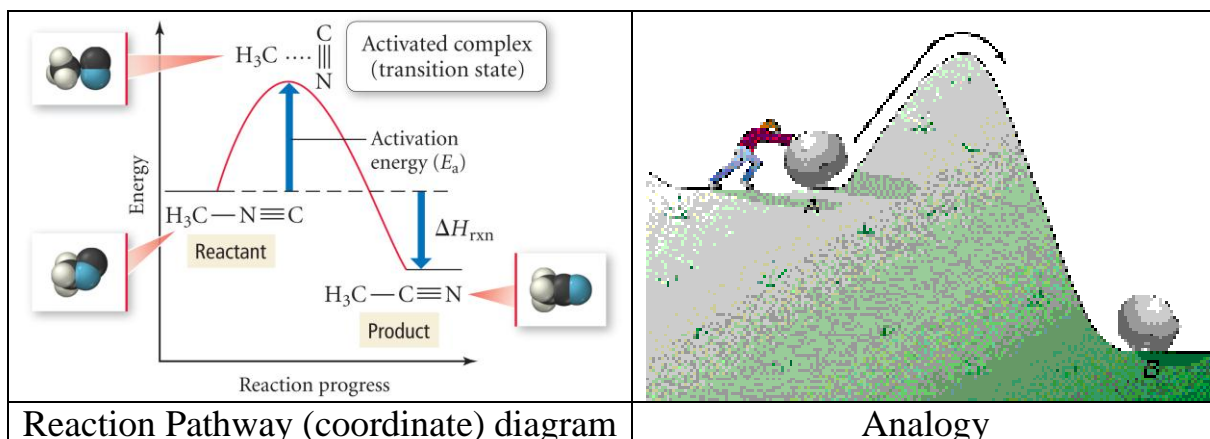 C
H₃C ···· |||
N
Activated complex
(transition state)
Activation
energy (Eₐ)
Energy
H₃C — N ≡ C
Reactant
ΔHrxn
H₃C — C ≡ N
Product
Reaction progress
A
B
Reaction Pathway (coordinate) diagram
Analogy